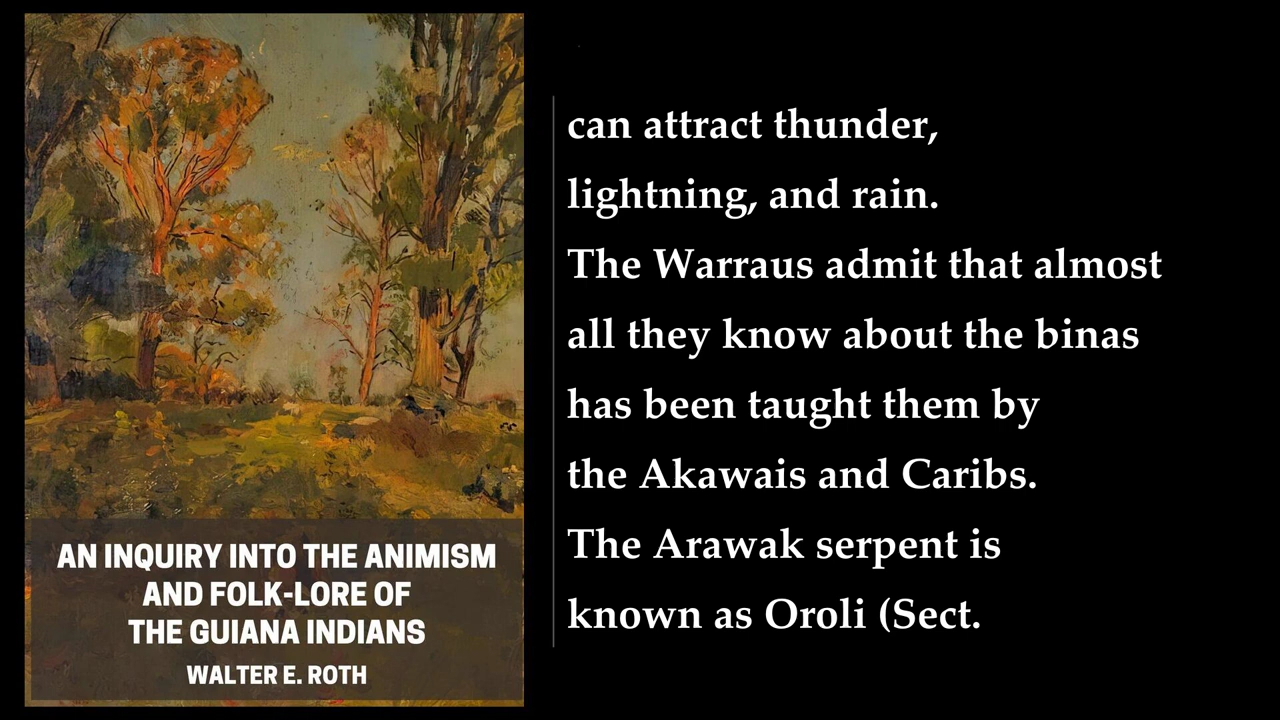 AN INQUIRY INTO THE ANIMISM
AND FOLK-LORE OF
THE GUIANA INDIANS
WALTER E. ROTH
can attract thunder,
lightning, and rain.
The Warraus admit that almost
all they know about the binas
has been taught them by
the Akawais and Caribs.
The Arawak serpent is
known as Oroli (Sect.